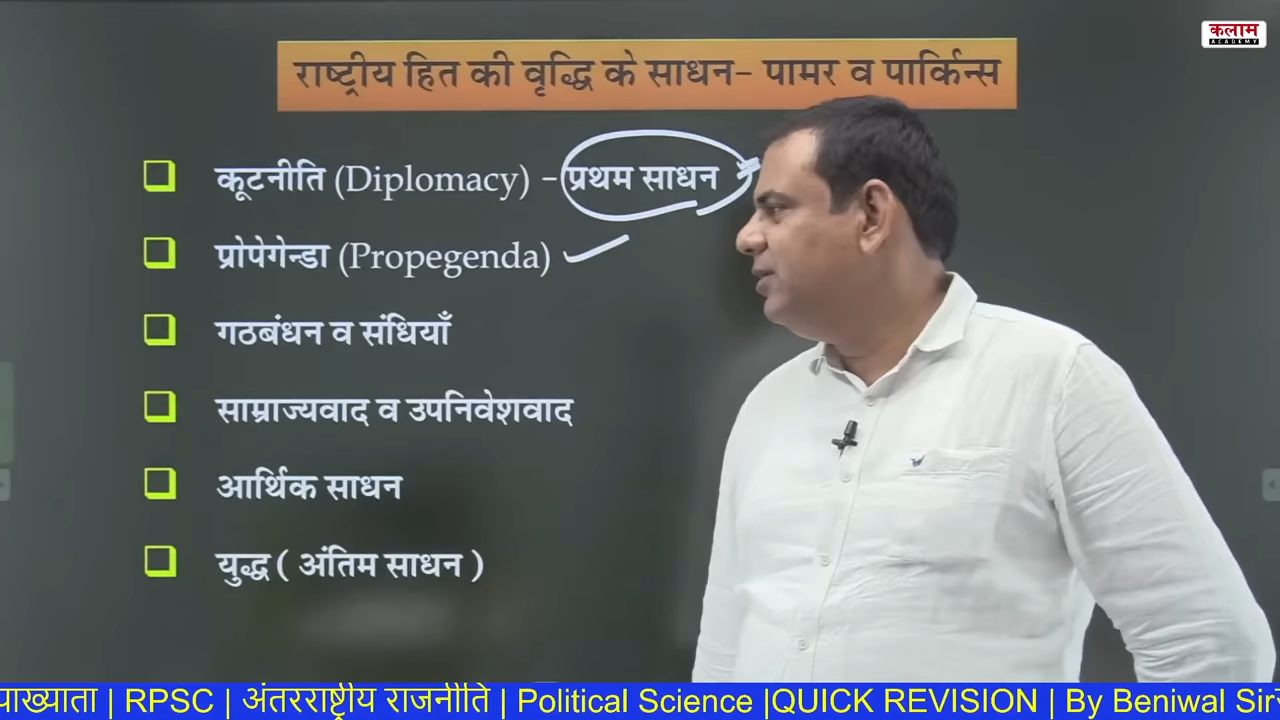 कलाम
ACADEMY
राष्ट्रीय हित की वृद्धि के साधन- पामर व पार्किन्स
❑ कूटनीति (Diplomacy) - प्रथम साधन
❑ प्रोपेगेन्डा (Propegenda)
❑ गठबंधन व संधियाँ
❑ साम्राज्यवाद व उपनिवेशवाद
❑ आर्थिक साधन
❑ युद्ध ( अंतिम साधन )
पाख्याता | RPSC | अंतरराष्ट्रीय राजनीति | Political Science |QUICK REVISION | By Beniwal Sir